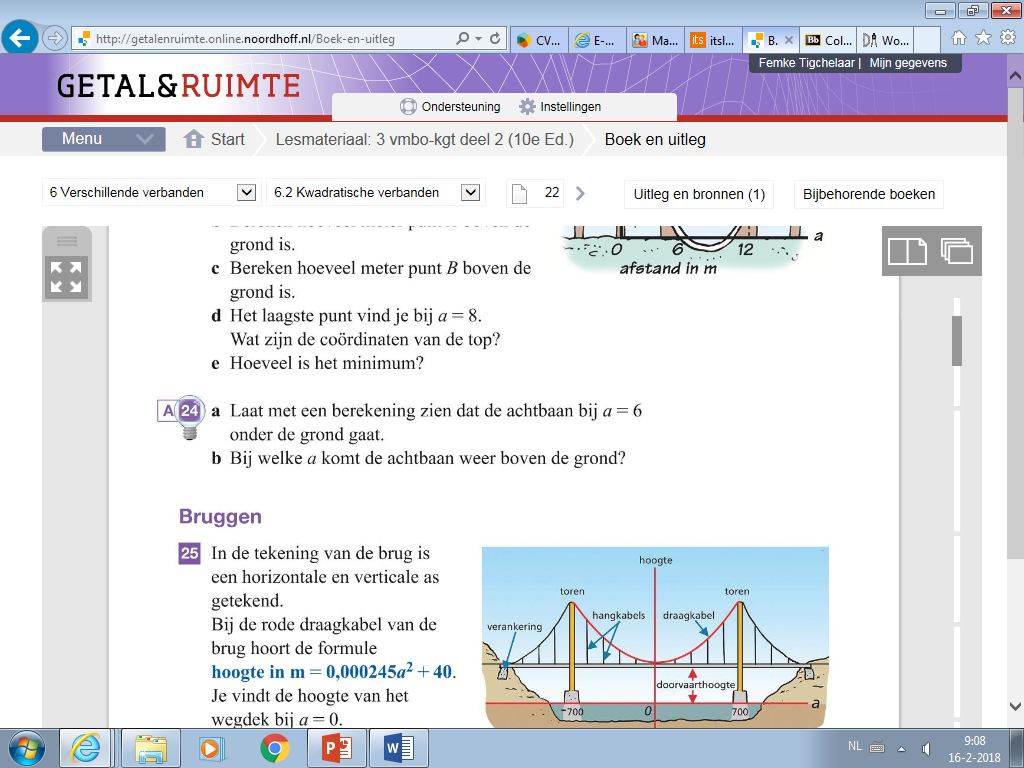 http://getalenruimte.online.noordhoff.nl/Boek-en-uitleg
CV...
E-...
Ma...
its itsl...
B.
Bb Col...
Wo...
Femke Tigchelaar | Mijn gegevens
GETAL&RUIMTE
Ondersteuning
Instellingen
Menu
Start
Lesmateriaal: 3 vmbo-kgt deel 2 (10e Ed.)
Boek en uitleg
6 Verschillende verbanden
6.2 Kwadratische verbanden
22
Uitleg en bronnen (1)
Bijbehorende boeken
grond is.
c Bereken hoeveel meter punt B boven de
grond is.
d Het laagste punt vind je bij a = 8.
Wat zijn de coördinaten van de top?
e Hoeveel is het minimum?
0 6 12 a
afstand in m
A 24 a Laat met een berekening zien dat de achtbaan bij a = 6
onder de grond gaat.
b Bij welke a komt de achtbaan weer boven de grond?
Bruggen
25 In de tekening van de brug is
een horizontale en verticale as
getekend.
Bij de rode draagkabel van de
brug hoort de formule
hoogte in m = 0,000245a² + 40.
Je vindt de hoogte van het
wegdek bij a = 0.
hoogte
toren
toren
hangkabels
draagkabel
verankering
doorvaarthoogte
-700 0 700 a
NL
9:08
16-2-2018